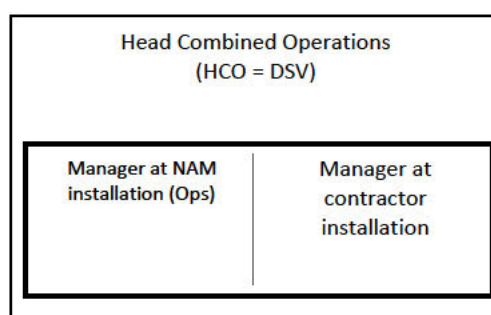 Head Combined Operations
(HCO = DSV)
Manager at NAM
installation (Ops)
Manager at
contractor
installation